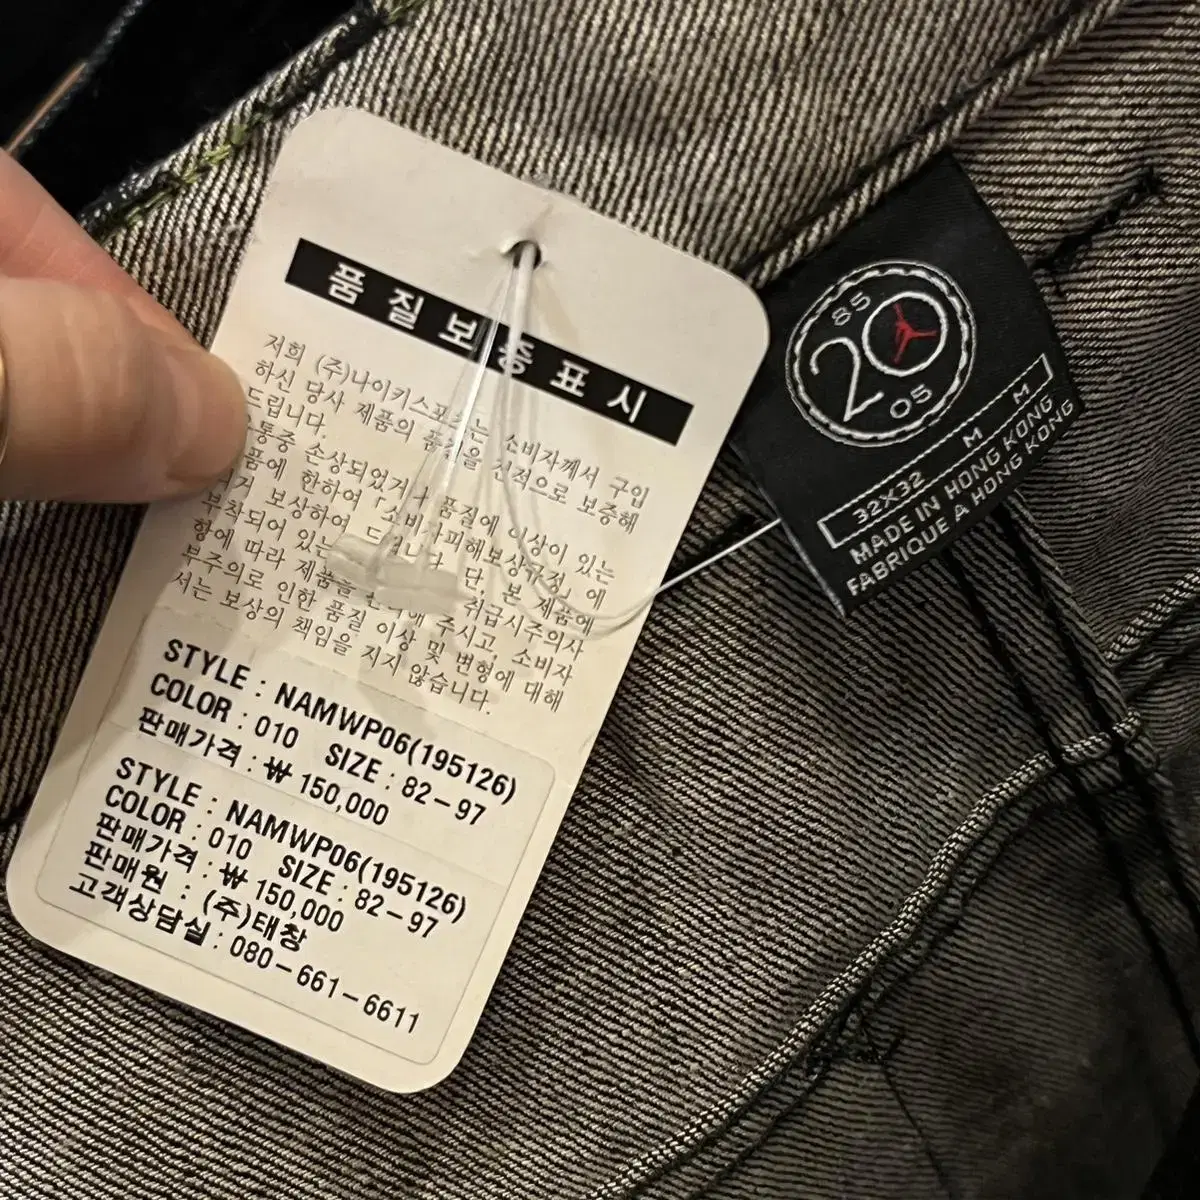 품질보증표시
저희 (주)나이키스포츠는 소비자께서 구입
하신 당사 제품의 품질을 진적으로 보증해
드립니다.
통중 손상되었거나 품질에 이상이 있는
품에 한하여 「소비자피해보상규정」에
거 보상하여 드립니다. 단, 본 제품에
부착되어 있는 취급시주의사
항에 따라 제품을 관리해 주시고, 소비자
부주의로 인한 품질 이상 및 변형에 대해
서는 보상의 책임을 지지 않습니다.
STYLE : NAMWP06(195126)
COLOR : 010 SIZE : 82-97
판매가격 : ₩ 150,000
STYLE : NAMWP06(195126)
COLOR : 010 SIZE : 82-97
판매가격 : ₩ 150,000
판매원 : (주)태창
고객상담실 : 080-661-6611
85
20
05
32X32 M M
MADE IN HONG KONG
FABRIQUE A HONG KONG